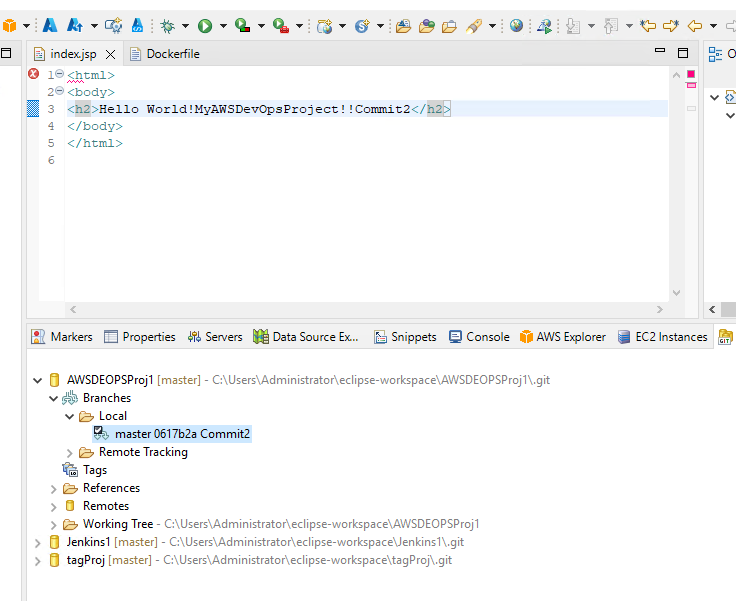 index.jsp
Dockerfile
O
1 <html>
2 <body>
3 <h2>Hello World!MyAWSDevOpsProject!!Commit2</h2>
4 </body>
5 </html>
6
Markers Properties Servers Data Source Ex... Snippets Console AWS Explorer EC2 Instances GIT
AWSDEOPSProj1 [master] - C:\Users\Administrator\eclipse-workspace\AWSDEOPSProj1\.git
Branches
Local
master 0617b2a Commit2
Remote Tracking
Tags
References
Remotes
Working Tree - C:\Users\Administrator\eclipse-workspace\AWSDEOPSProj1
Jenkins1 [master] - C:\Users\Administrator\eclipse-workspace\Jenkins1\.git
tagProj [master] - C:\Users\Administrator\eclipse-workspace\tagProj\.git